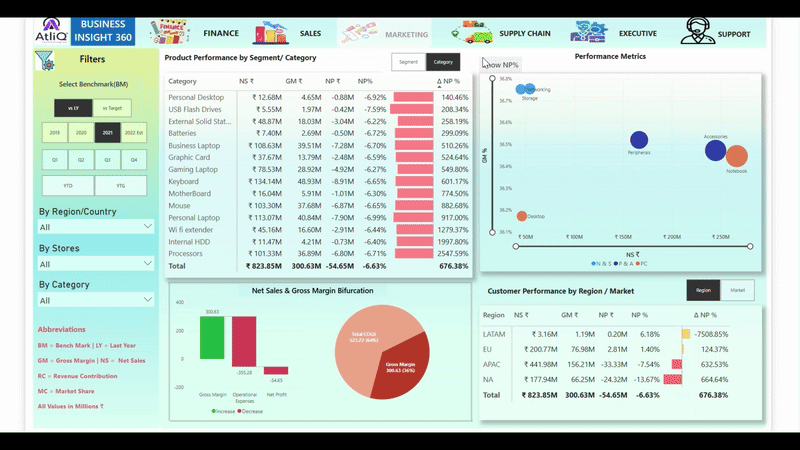 AtliQ
BUSINESS
INSIGHT 360
FINANCE
SALES
MARKETING
SUPPLY CHAIN
EXECUTIVE
SUPPORT
Filters
Select Benchmark(BM)
vs LY
vs Target
2019
2020
2021
2022 Est
Q1
Q2
Q3
Q4
YTD
YTG
By Region/Country
All
By Stores
All
By Category
All
Abbreviations
BM = Bench Mark | LY = Last Year
GM = Gross Margin | NS = Net Sales
RC = Revenue Contribution
MC = Market Share
All Values in Millions ₹
Product Performance by Segment/ Category
Segment
Category
Category NS ₹ GM ₹ NP ₹ NP% Δ NP %
Personal Desktop ₹ 12.68M 4.65M -0.88M -6.92% 140.46%
USB Flash Drives ₹ 5.55M 1.97M -0.42M -7.59% 208.34%
External Solid Stat... ₹ 48.87M 18.03M -3.04M -6.22% 258.19%
Batteries ₹ 7.40M 2.69M -0.50M -6.72% 299.09%
Business Laptop ₹ 108.63M 39.51M -7.28M -6.70% 510.26%
Graphic Card ₹ 37.67M 13.79M -2.48M -6.59% 524.64%
Gaming Laptop ₹ 78.53M 28.92M -4.92M -6.27% 549.80%
Keyboard ₹ 134.14M 48.93M -8.91M -6.65% 601.17%
MotherBoard ₹ 16.04M 5.91M -1.01M -6.30% 774.50%
Mouse ₹ 103.30M 37.68M -6.87M -6.65% 882.68%
Personal Laptop ₹ 113.07M 40.84M -7.90M -6.99% 917.00%
Wi fi extender ₹ 45.16M 16.60M -2.91M -6.44% 1279.37%
Internal HDD ₹ 11.47M 4.21M -0.73M -6.40% 1997.80%
Processors ₹ 101.33M 36.89M -6.80M -6.71% 2547.59%
Total ₹ 823.85M 300.63M -54.65M -6.63% 676.38%
how NP%
Performance Metrics
36.8%
36.7%
36.5%
36.4%
36.3%
36.2%
36.1%
GM %
Networking
Storage
Peripherals
Accessories
Notebook
Desktop
₹ 50M
₹ 100M
₹ 150M
₹ 200M
₹ 250M
NS ₹
N & S
P & A
PC
Net Sales & Gross Margin Bifurcation
400
200
0
-200
300.63
-355.28
-54.65
Gross Margin
Operational
Expenses
Net Profit
Increase
Decrease
Total COGS
523.22 (64%)
Gross Margin
300.63 (36%)
Customer Performance by Region / Market
Region
Market
Region NS ₹ GM ₹ NP ₹ NP % Δ NP %
LATAM ₹ 3.16M 1.19M 0.20M 6.18% -7508.85%
EU ₹ 200.77M 76.98M 2.81M 1.40% 124.37%
APAC ₹ 441.98M 156.21M -33.33M -7.54% 632.53%
NA ₹ 177.94M 66.25M -24.32M -13.67% 664.64%
Total ₹ 823.85M 300.63M -54.65M -6.63% 676.38%